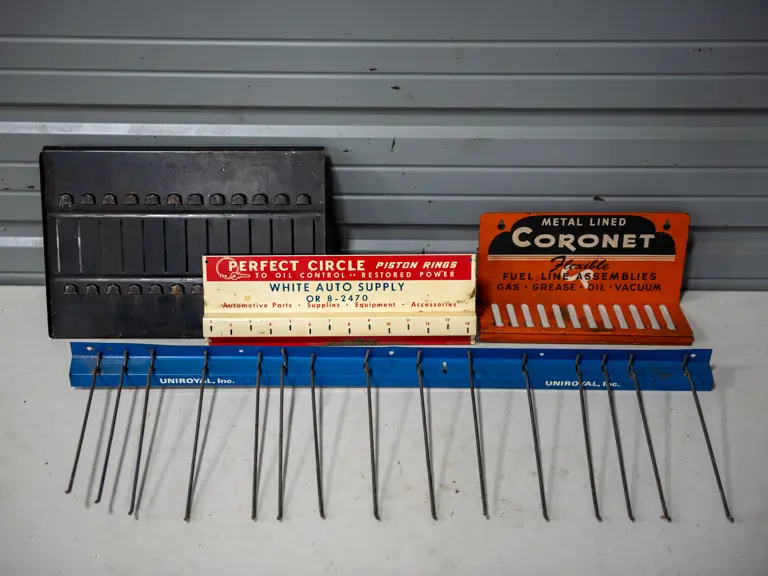 PERFECT CIRCLE PISTON RINGS
TO OIL CONTROL ·· RESTORED POWER
WHITE AUTO SUPPLY
OR 8-2470
Automotive Parts · Supplies · Equipment · Accessories
METAL LINED
CORONET
Flexible
FUEL LINE ASSEMBLIES
GAS · GREASE · OIL · VACUUM
UNIROYAL, Inc.
UNIROYAL, Inc.